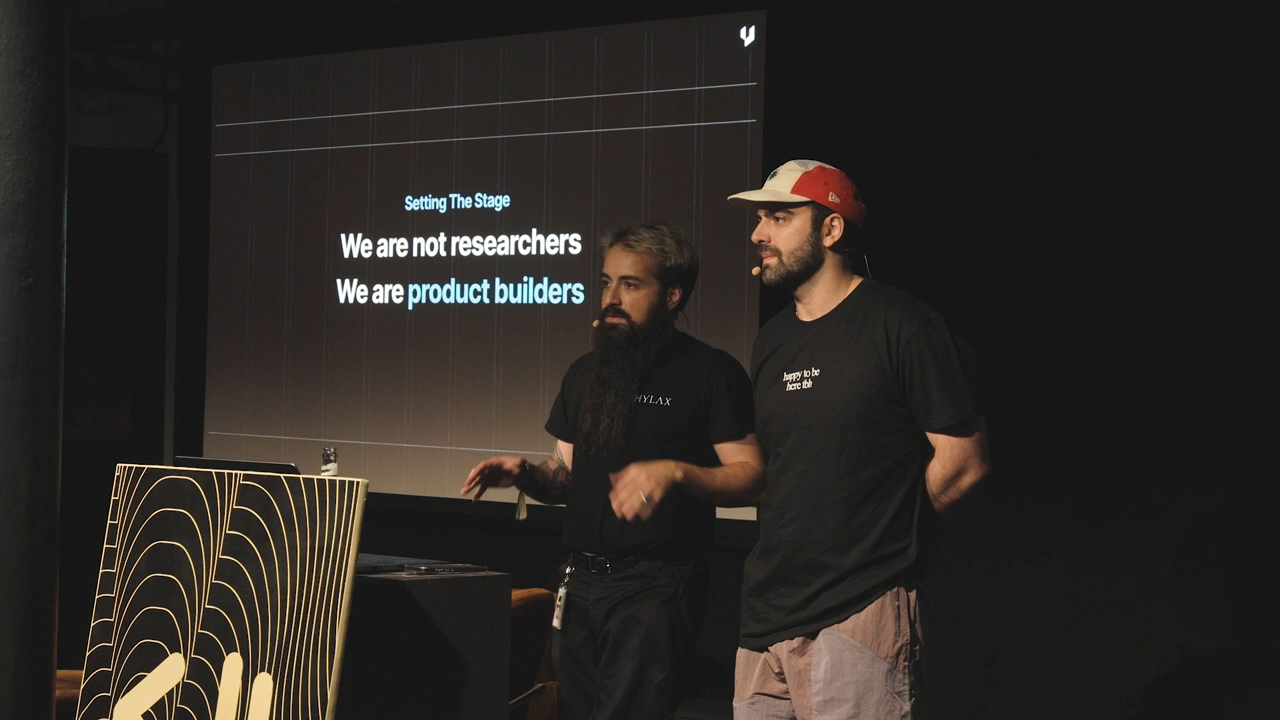 Setting The Stage
We are not researchers
We are product builders
HYLAX
happy to be
here tbh